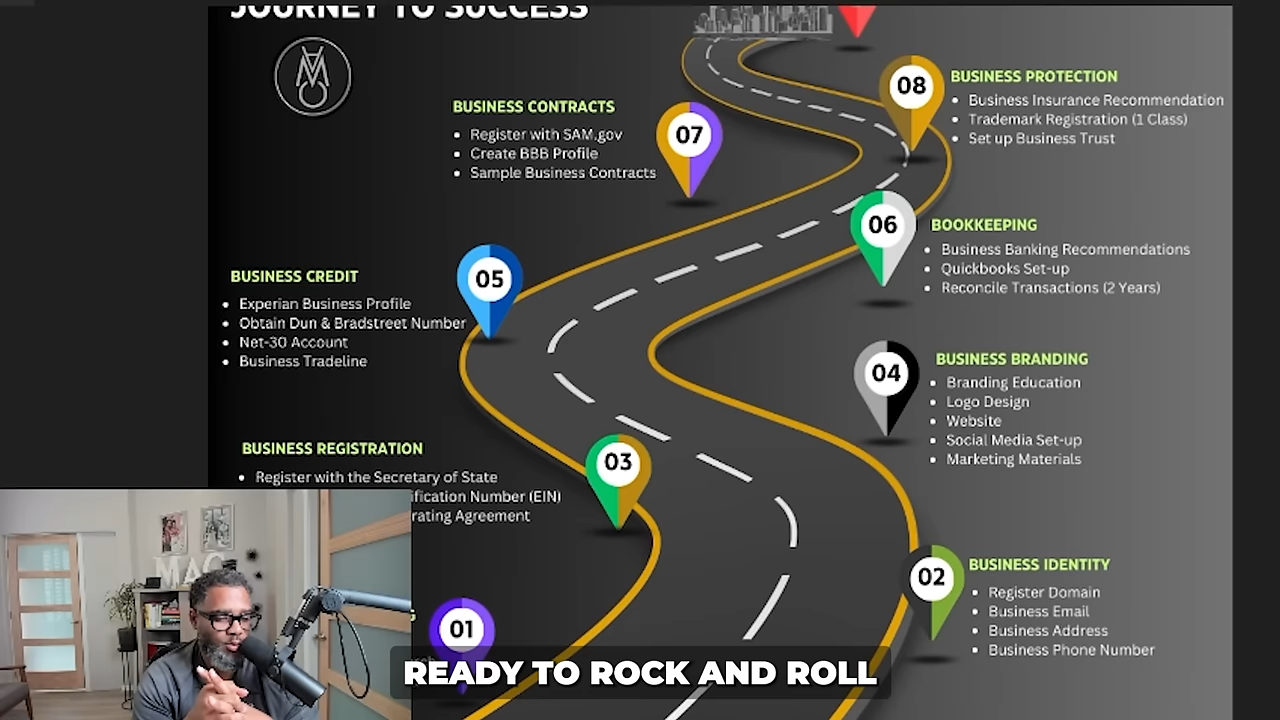 JOURNEY TO SUCCESS
08
BUSINESS PROTECTION
Business Insurance Recommendation
Trademark Registration (1 Class)
Set up Business Trust
BUSINESS CONTRACTS
07
Register with SAM.gov
Create BBB Profile
Sample Business Contracts
06
BOOKKEEPING
Business Banking Recommendations
Quickbooks Set-up
Reconcile Transactions (2 Years)
BUSINESS CREDIT
05
Experian Business Profile
Obtain Dun & Bradstreet Number
Net-30 Account
Business Tradeline
04
BUSINESS BRANDING
Branding Education
Logo Design
Website
Social Media Set-up
Marketing Materials
BUSINESS REGISTRATION
03
Register with the Secretary of State
Number (EIN)
Agreement
02
BUSINESS IDENTITY
Register Domain
Business Email
Business Address
Business Phone Number
01
MAC
READY TO ROCK AND ROLL